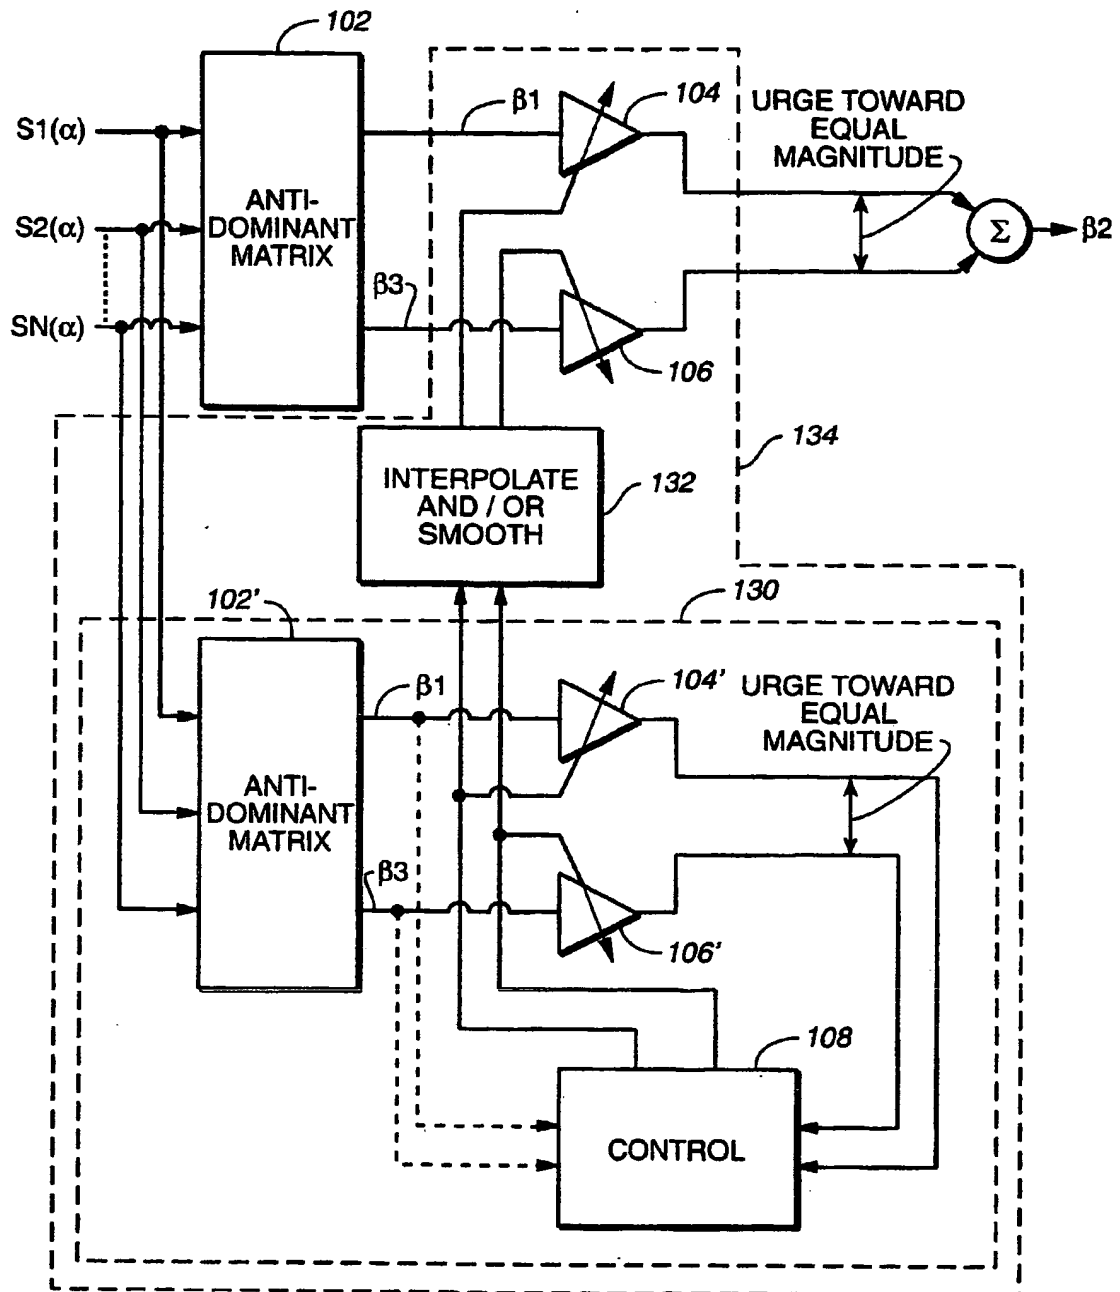 102
S1(α)
S2(α)
SN(α)
ANTI-
DOMINANT
MATRIX
β1
104
β3
106
URGE TOWARD
EQUAL
MAGNITUDE
Σ
β2
134
INTERPOLATE
AND / OR
SMOOTH
132
130
102'
ANTI-
DOMINANT
MATRIX
β1
104'
β3
106'
URGE TOWARD
EQUAL
MAGNITUDE
108
CONTROL